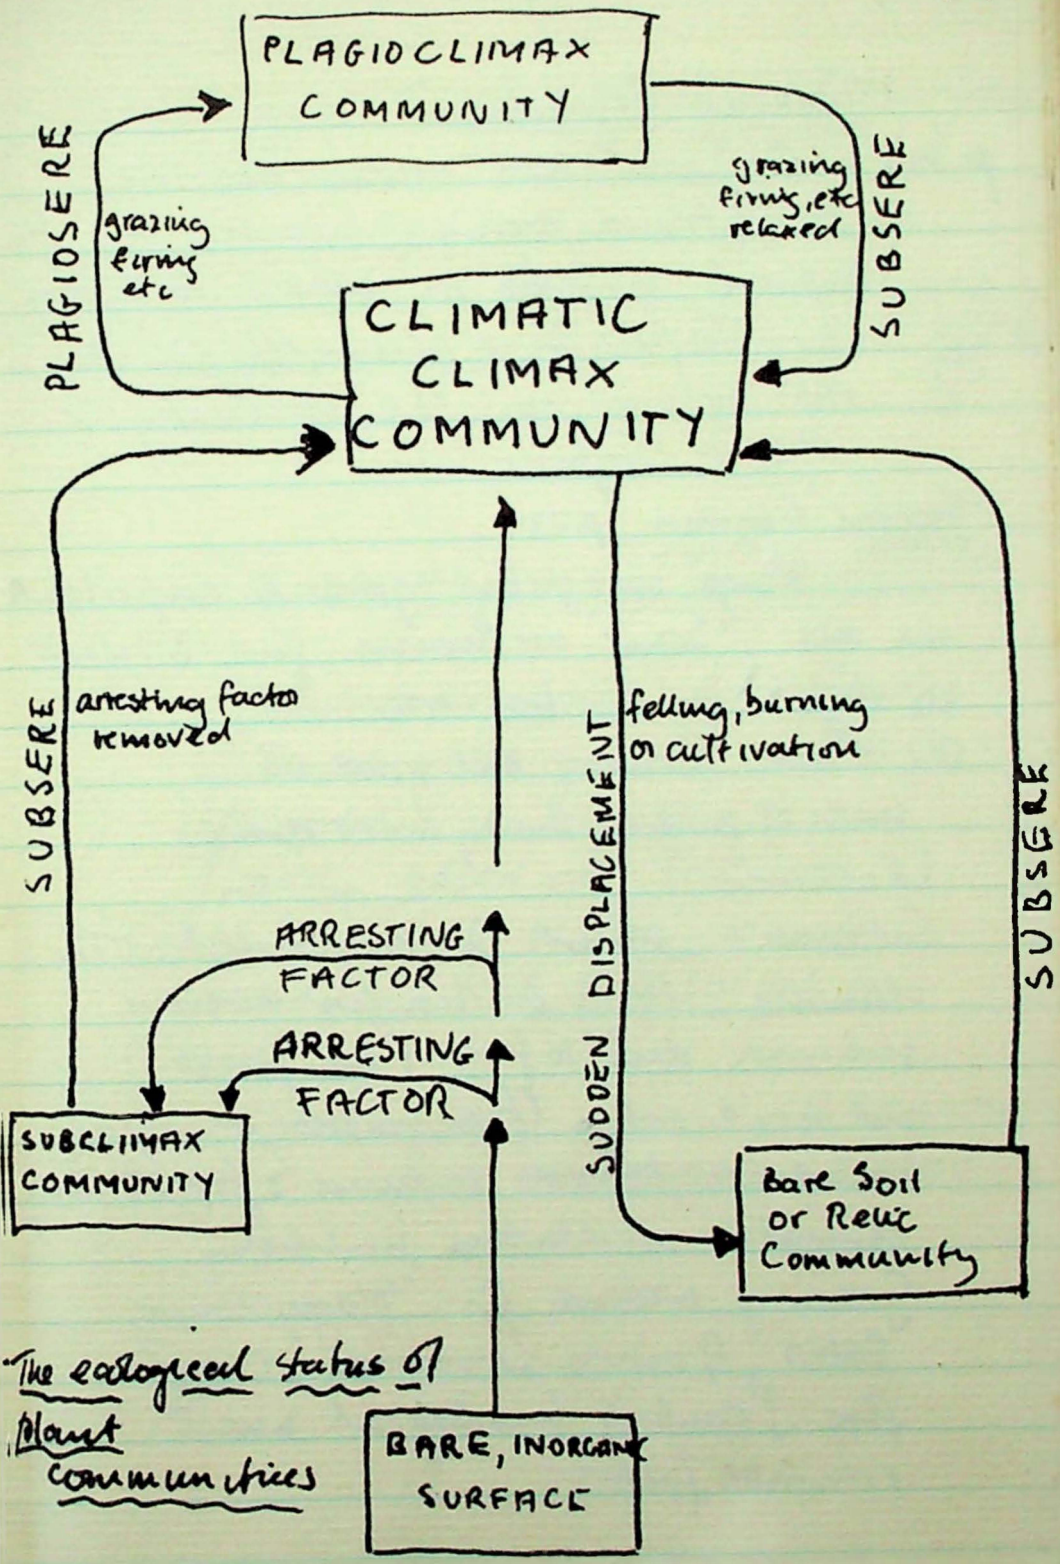 PLAGIOCLIMAX
COMMUNITY
PLAGIOSERE
grazing
firing
etc
grazing
firing, etc
relaxed
SUBSERE
CLIMATIC
CLIMAX
COMMUNITY
SUBSERE
arresting factor
removed
SUDDEN DISPLACEMENT
felling, burning
or cultivation
SUBSERE
ARRESTING
FACTOR
ARRESTING
FACTOR
SUBCLIMAX
COMMUNITY
Bare Soil
or Relic
Community
The ecological status of
plant
communities
BARE, INORGANIC
SURFACE